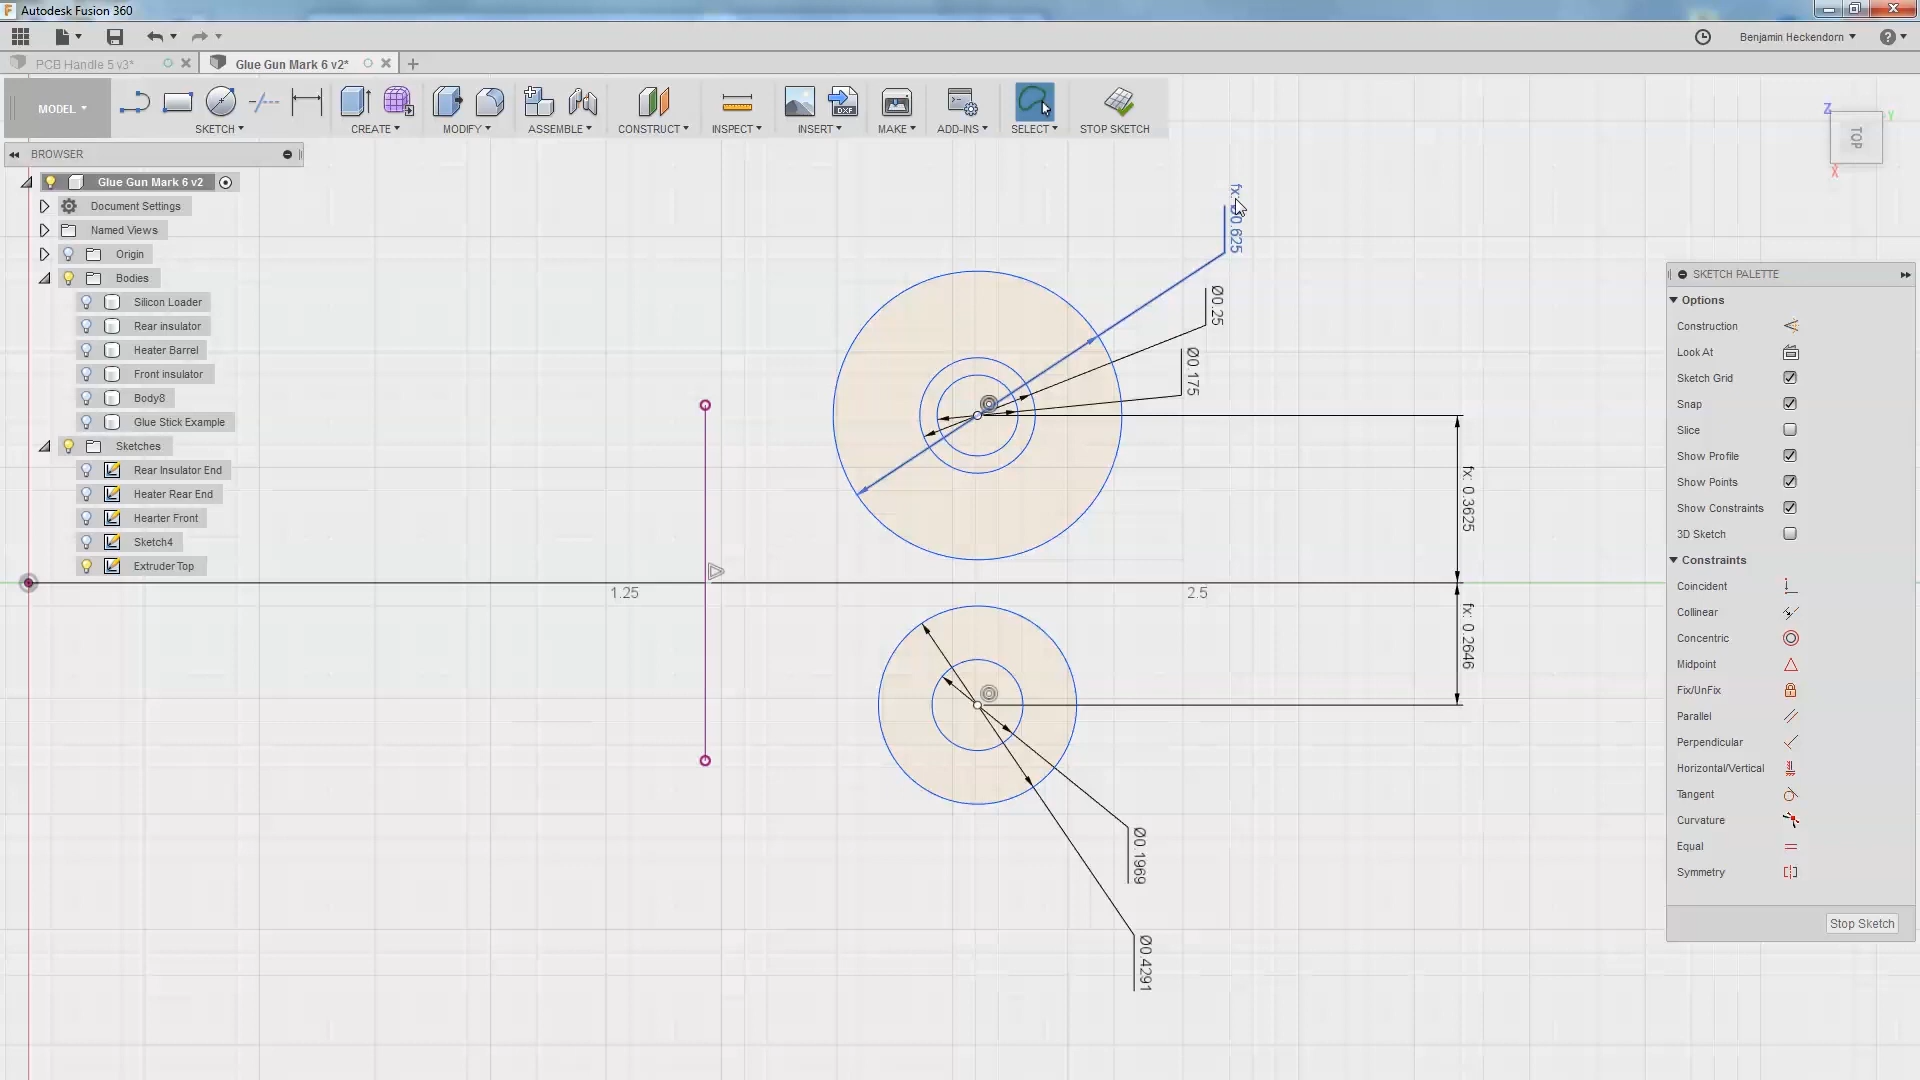 Autodesk Fusion 360
Benjamin Heckendorn
PCB Handle 5 v3*
Glue Gun Mark 6 v2*
MODEL
SKETCH
CREATE
MODIFY
ASSEMBLE
CONSTRUCT
INSPECT
INSERT
MAKE
ADD-INS
SELECT
STOP SKETCH
DXF
Z
Y
TOP
X
BROWSER
Glue Gun Mark 6 v2
Document Settings
Named Views
Origin
Bodies
Silicon Loader
Rear insulator
Heater Barrel
Front insulator
Body8
Glue Stick Example
Sketches
Rear Insulator End
Heater Rear End
Hearter Front
Sketch4
Extruder Top
fx: Ø0.625
Ø0.25
Ø0.175
fx: 0.3625
1.25
2.5
fx: 0.2646
Ø0.1969
Ø0.4291
SKETCH PALETTE
Options
Construction
Look At
Sketch Grid
Snap
Slice
Show Profile
Show Points
Show Constraints
3D Sketch
Constraints
Coincident
Collinear
Concentric
Midpoint
Fix/UnFix
Parallel
Perpendicular
Horizontal/Vertical
Tangent
Curvature
Equal
Symmetry
Stop Sketch